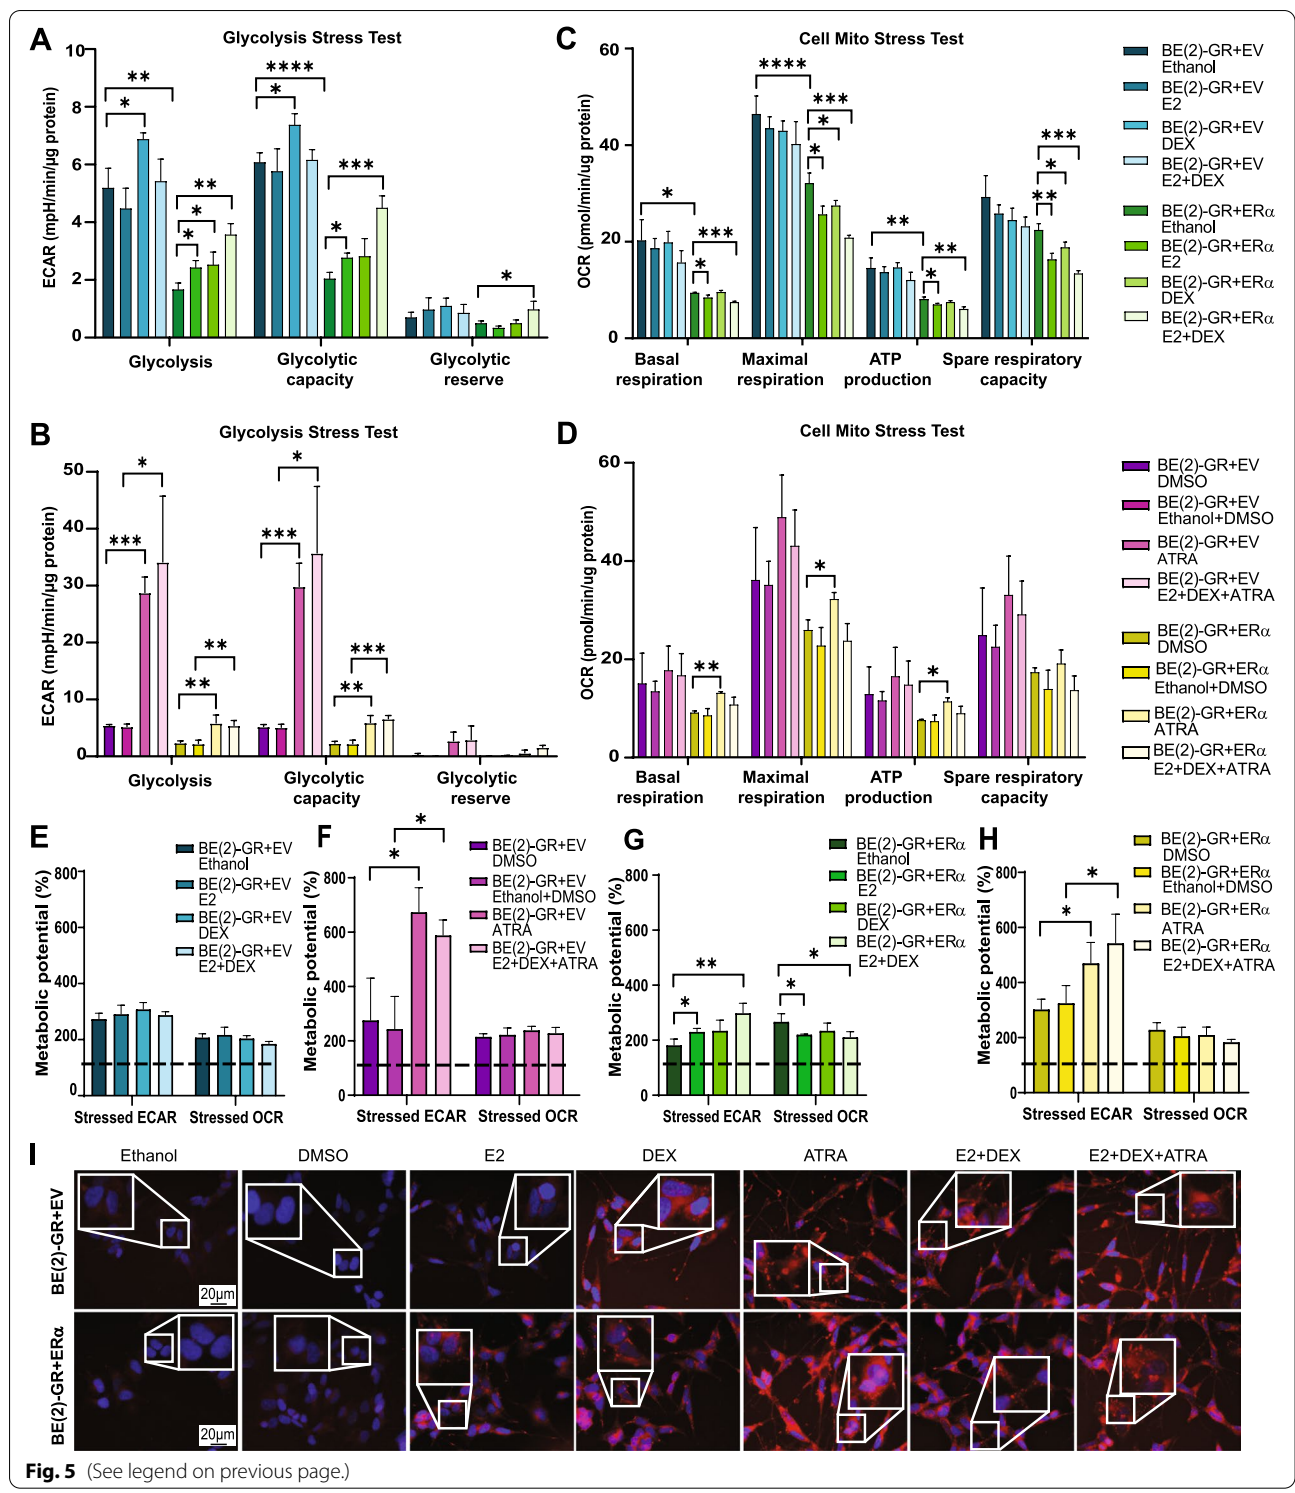 A
Glycolysis Stress Test
ECAR (mpH/min/µg protein)
10
8
6
4
2
0
**
*
****
*
*
*
**
*
***
*
Glycolysis
Glycolytic
capacity
Glycolytic
reserve
C
Cell Mito Stress Test
OCR (pmol/min/ug protein)
60
40
20
0
*
*
***
****
*
*
***
**
*
**
**
*
***
Basal
respiration
Maximal
respiration
ATP
production
Spare respiratory
capacity
BE(2)-GR+EV
Ethanol
BE(2)-GR+EV
E2
BE(2)-GR+EV
DEX
BE(2)-GR+EV
E2+DEX
BE(2)-GR+ERα
Ethanol
BE(2)-GR+ERα
E2
BE(2)-GR+ERα
DEX
BE(2)-GR+ERα
E2+DEX
B
Glycolysis Stress Test
ECAR (mpH/min/µg protein)
50
40
30
20
10
0
*
***
**
**
*
***
***
**
Glycolysis
Glycolytic
capacity
Glycolytic
reserve
D
Cell Mito Stress Test
OCR (pmol/min/ug protein)
60
40
20
0
**
*
*
Basal
respiration
Maximal
respiration
ATP
production
Spare respiratory
capacity
BE(2)-GR+EV
DMSO
BE(2)-GR+EV
Ethanol+DMSO
BE(2)-GR+EV
ATRA
BE(2)-GR+EV
E2+DEX+ATRA
BE(2)-GR+ERα
DMSO
BE(2)-GR+ERα
Ethanol+DMSO
BE(2)-GR+ERα
ATRA
BE(2)-GR+ERα
E2+DEX+ATRA
E
Metabolic potential (%)
800
600
400
200
0
BE(2)-GR+EV
Ethanol
BE(2)-GR+EV
E2
BE(2)-GR+EV
DEX
BE(2)-GR+EV
E2+DEX
Stressed ECAR
Stressed OCR
F
Metabolic potential (%)
800
600
400
200
0
*
*
BE(2)-GR+EV
DMSO
BE(2)-GR+EV
Ethanol+DMSO
BE(2)-GR+EV
ATRA
BE(2)-GR+EV
E2+DEX+ATRA
Stressed ECAR
Stressed OCR
G
Metabolic potential (%)
800
600
400
200
0
**
*
*
*
BE(2)-GR+ERα
Ethanol
BE(2)-GR+ERα
E2
BE(2)-GR+ERα
DEX
BE(2)-GR+ERα
E2+DEX
Stressed ECAR
Stressed OCR
H
Metabolic potential (%)
800
600
400
200
0
*
*
BE(2)-GR+ERα
DMSO
BE(2)-GR+ERα
Ethanol+DMSO
BE(2)-GR+ERα
ATRA
BE(2)-GR+ERα
E2+DEX+ATRA
Stressed ECAR
Stressed OCR
I
Ethanol
DMSO
E2
DEX
ATRA
E2+DEX
E2+DEX+ATRA
BE(2)-GR+EV
20µm
BE(2)-GR+ERα
20µm
Fig. 5 (See legend on previous page.)